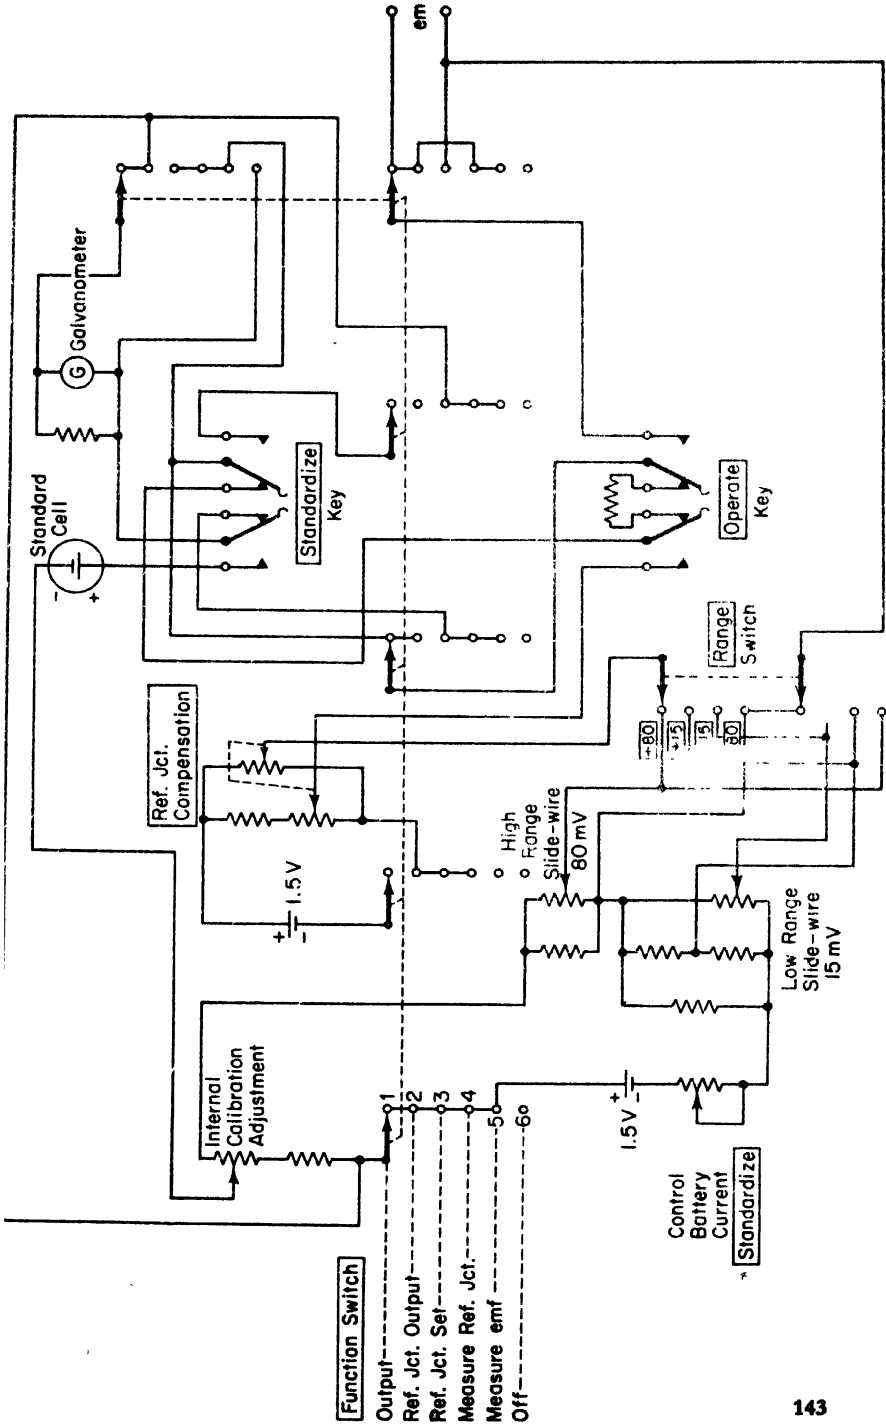 em
Galvanometer
G
Standard
Cell
-
+
Standardize
Key
Operate
Key
Range
Switch
Ref. Jct.
Compensation
+80
+15
15
80
1.5 V
+
-
High
Range
Slide-wire
80 mV
Low Range
Slide-wire
15 mV
Internal
Calibration
Adjustment
1.5 V
+
-
Control
Battery
Current
Standardize
Function Switch
Output 1
Ref. Jct. Output 2
Ref. Jct. Set 3
Measure Ref. Jct. 4
Measure emf 5
Off 6
143